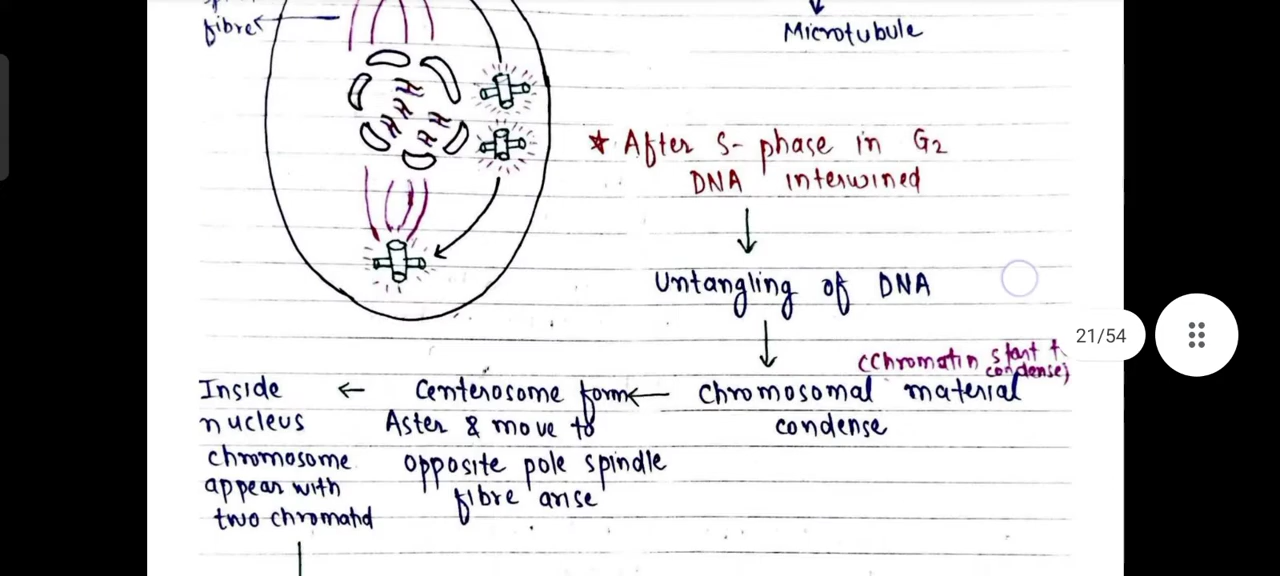 fibre
Microtubule
* After S- phase in G2
DNA interwined
Untangling of DNA
(Chromatin start
condense)
21/54
Inside ← Centerosome form ← Chromosomal material
nucleus Aster & move to condense
chromosome opposite pole spindle
appear with fibre arise
two chromatid